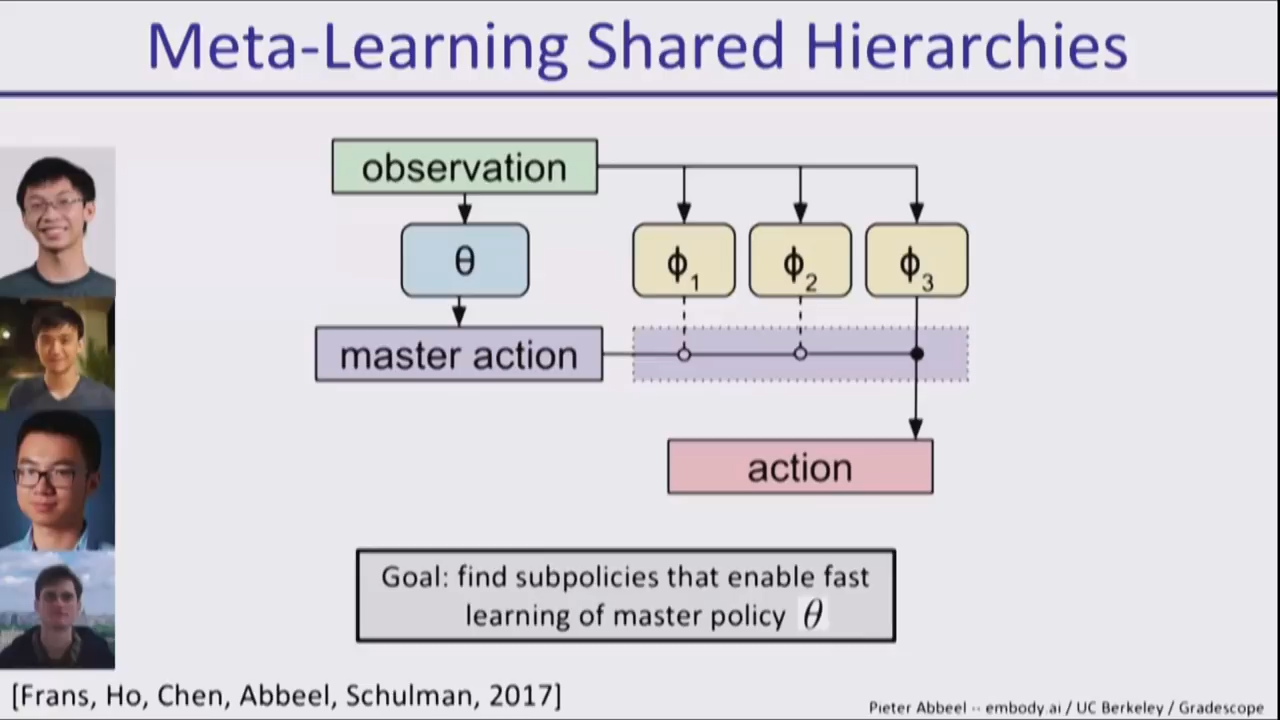 Meta-Learning Shared Hierarchies
observation
θ
ϕ1
ϕ2
ϕ3
master action
action
Goal: find subpolicies that enable fast
learning of master policy θ
[Frans, Ho, Chen, Abbeel, Schulman, 2017]
Pieter Abbeel -- embody.ai / UC Berkeley / Gradescope